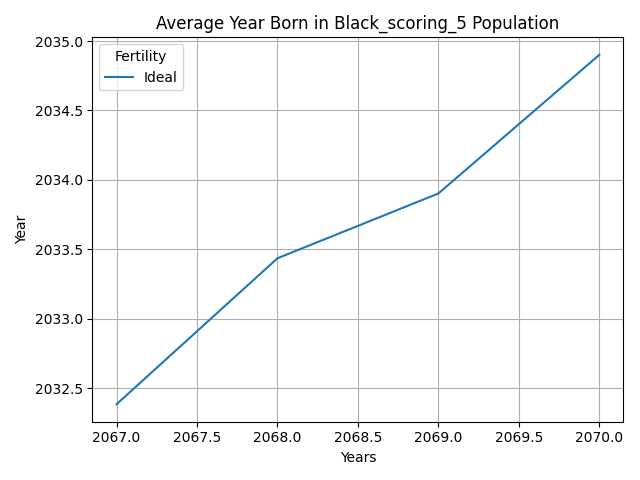 Average Year Born in Black_scoring_5 Population
2035.0
2034.5
2034.0
2033.5
2033.0
2032.5
Year
Fertility
Ideal
2067.0 2067.5 2068.0 2068.5 2069.0 2069.5 2070.0
Years